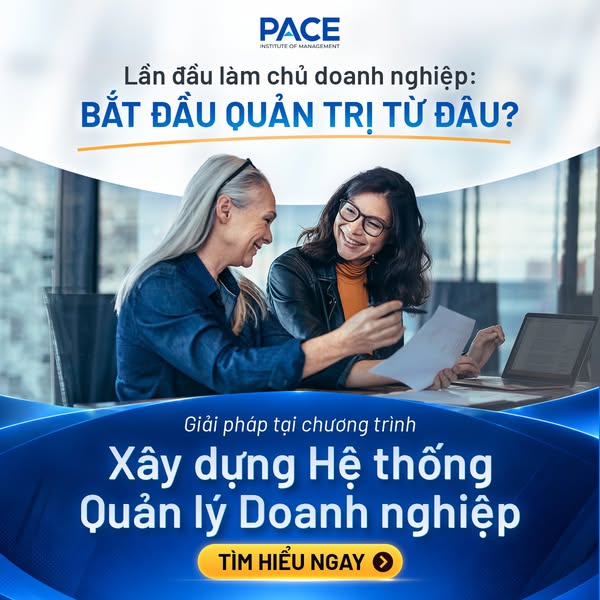 PACE
INSTITUTE OF MANAGEMENT
Lần đầu làm chủ doanh nghiệp:
BẮT ĐẦU QUẢN TRỊ TỪ ĐÂU?
Giải pháp tại chương trình
Xây dựng Hệ thống
Quản lý Doanh nghiệp
TÌM HIỂU NGAY